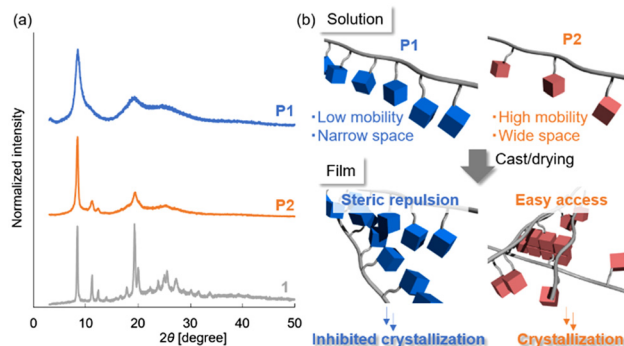 (a)
Normalized intensity
P1
P2
1
0 10 20 30 40 50
2θ [degree]
(b)
Solution
P1
P2
・Low mobility
・Narrow space
・High mobility
・Wide space
Cast/drying
Film
Steric repulsion
Easy access
Inhibited crystallization
Crystallization